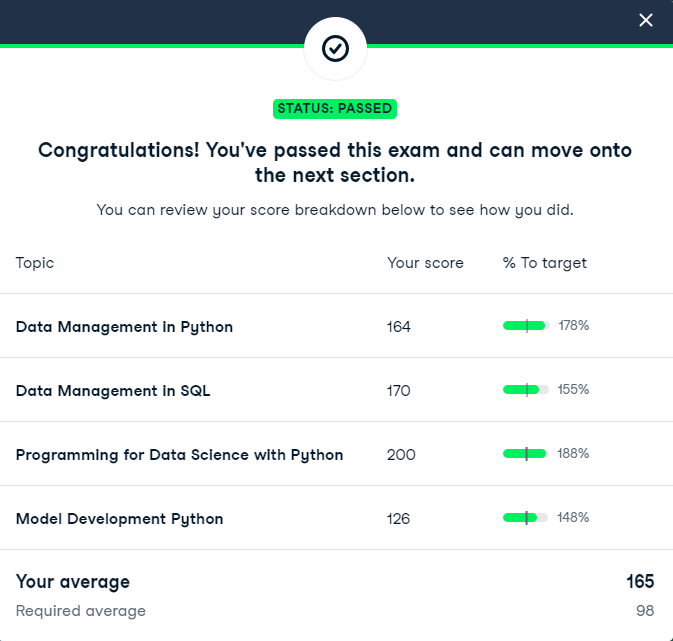 STATUS: PASSED
Congratulations! You've passed this exam and can move onto
the next section.
You can review your score breakdown below to see how you did.
Topic Your score % To target
Data Management in Python 164 178%
Data Management in SQL 170 155%
Programming for Data Science with Python 200 188%
Model Development Python 126 148%
Your average 165
Required average 98